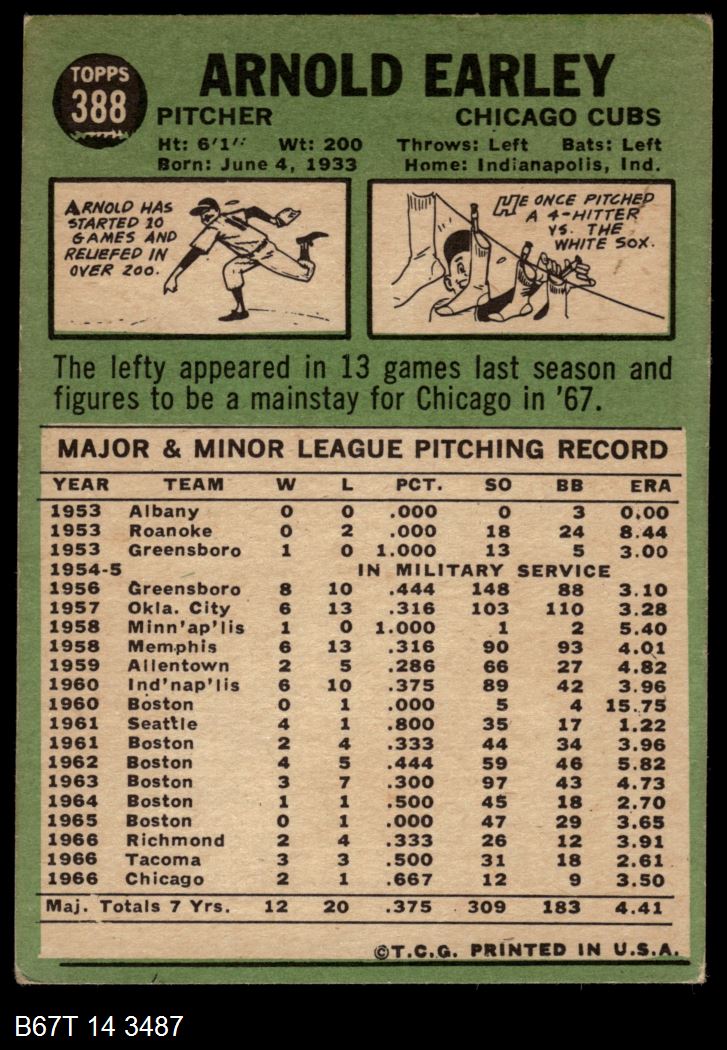 TOPPS
388
ARNOLD EARLEY
PITCHER CHICAGO CUBS
Ht: 6'1" Wt: 200 Throws: Left Bats: Left
Born: June 4, 1933 Home: Indianapolis, Ind.
ARNOLD HAS
STARTED 10
GAMES AND
RELIEFED IN
OVER 200.
HE ONCE PITCHED
A 4-HITTER
VS. THE
WHITE SOX.
The lefty appeared in 13 games last season and
figures to be a mainstay for Chicago in '67.
MAJOR & MINOR LEAGUE PITCHING RECORD
YEAR TEAM W L PCT. SO BB ERA
1953 Albany 0 0 .000 0 3 0.00
1953 Roanoke 0 2 .000 18 24 8.44
1953 Greensboro 1 0 1.000 13 5 3.00
1954-5 IN MILITARY SERVICE
1956 Greensboro 8 10 .444 148 88 3.10
1957 Okla. City 6 13 .316 103 110 3.28
1958 Minn'ap'lis 1 0 1.000 1 2 5.40
1958 Memphis 6 13 .316 90 93 4.01
1959 Allentown 2 5 .286 66 27 4.82
1960 Ind'nap'lis 6 10 .375 89 42 3.96
1960 Boston 0 1 .000 5 4 15.75
1961 Seattle 4 1 .800 35 17 1.22
1961 Boston 2 4 .333 44 34 3.96
1962 Boston 4 5 .444 59 46 5.82
1963 Boston 3 7 .300 97 43 4.73
1964 Boston 1 1 .500 45 18 2.70
1965 Boston 0 1 .000 47 29 3.65
1966 Richmond 2 4 .333 26 12 3.91
1966 Tacoma 3 3 .500 31 18 2.61
1966 Chicago 2 1 .667 12 9 3.50
Maj. Totals 7 Yrs. 12 20 .375 309 183 4.41
©T.C.G. PRINTED IN U.S.A.
B67T 14 3487